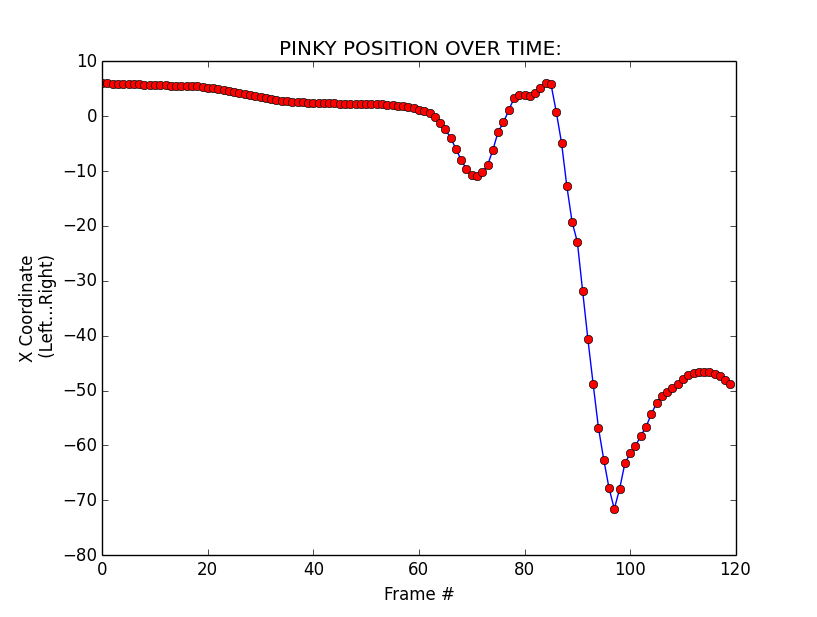 PINKY POSITION OVER TIME:
10
0
−10
−20
−30
−40
−50
−60
−70
−80
X Coordinate
(Left...Right)
0 20 40 60 80 100 120
Frame #